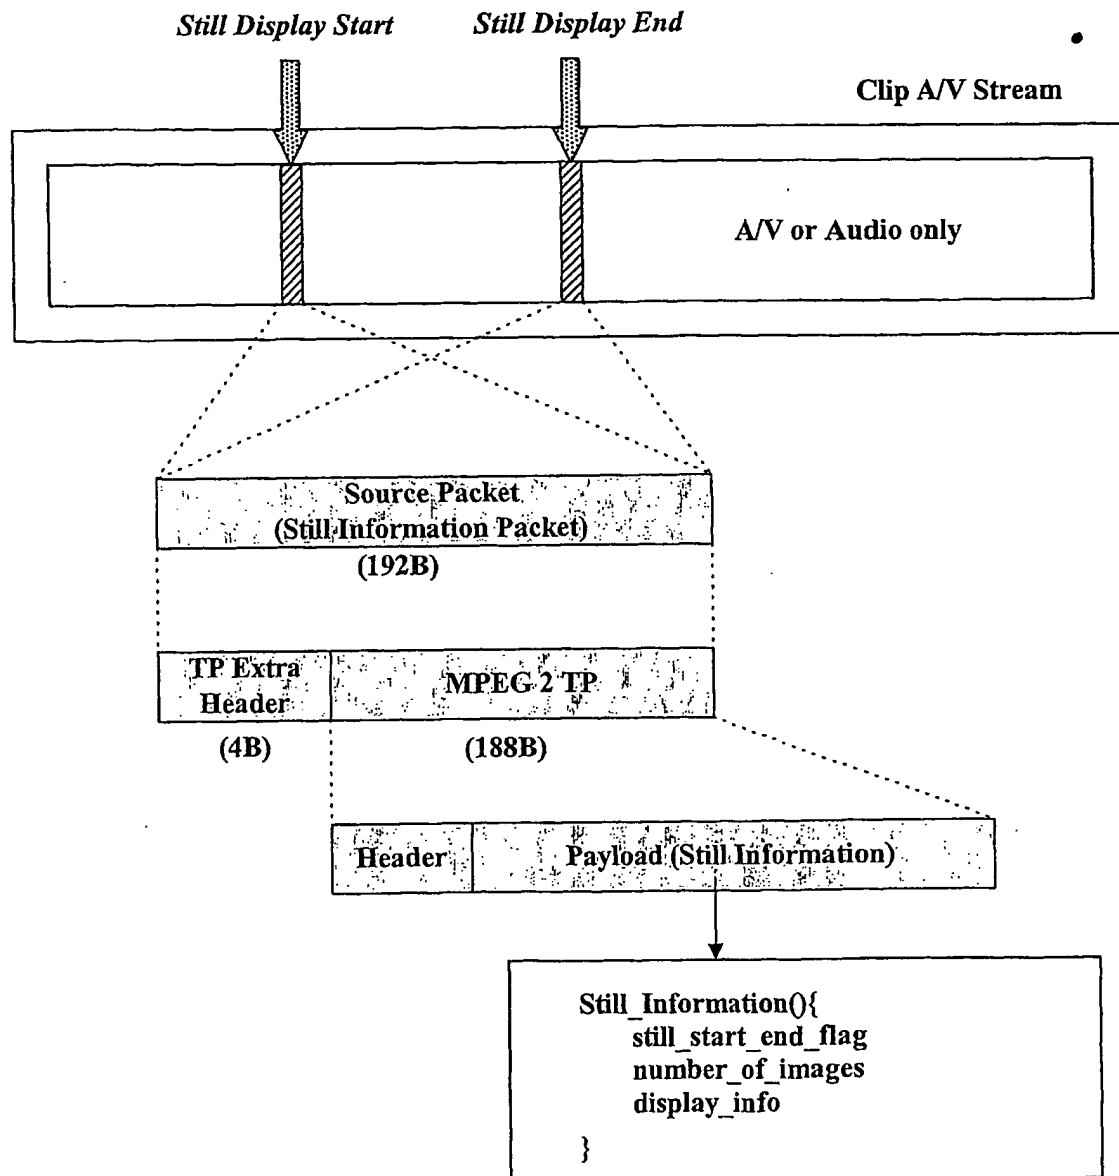 Still Display Start
Still Display End
Clip A/V Stream
A/V or Audio only
Source Packet
(Still Information Packet)
(192B)
TP Extra
Header
MPEG 2 TP
(4B)
(188B)
Header
Payload (Still Information)
Still_Information(){
still_start_end_flag
number_of_images
display_info
}